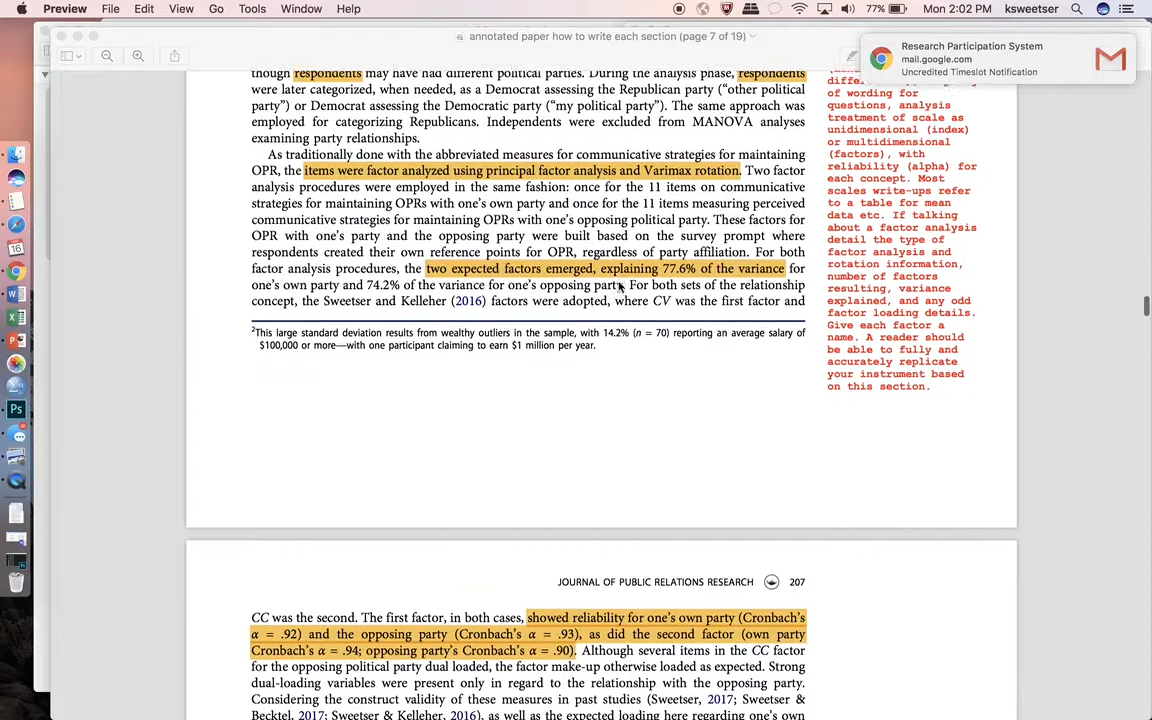 Preview File Edit View Go Tools Window Help 77% Mon 2:02 PM ksweetser
annotated paper how to write each section (page 7 of 19)
Research Participation System
mail.google.com
Uncredited Timeslot Notification
though respondents may have had different political parties. During the analysis phase, respondents
were later categorized, when needed, as a Democrat assessing the Republican party (“other political
party”) or Democrat assessing the Democratic party (“my political party”). The same approach was
employed for categorizing Republicans. Independents were excluded from MANOVA analyses
examining party relationships.
As traditionally done with the abbreviated measures for communicative strategies for maintaining
OPR, the items were factor analyzed using principal factor analysis and Varimax rotation. Two factor
analysis procedures were employed in the same fashion: once for the 11 items on communicative
strategies for maintaining OPRs with one’s own party and once for the 11 items measuring perceived
communicative strategies for maintaining OPRs with one’s opposing political party. These factors for
OPR with one’s party and the opposing party were built based on the survey prompt where
respondents created their own reference points for OPR, regardless of party affiliation. For both
factor analysis procedures, the two expected factors emerged, explaining 77.6% of the variance for
one’s own party and 74.2% of the variance for one’s opposing party. For both sets of the relationship
concept, the Sweetser and Kelleher (2016) factors were adopted, where CV was the first factor and
2This large standard deviation results from wealthy outliers in the sample, with 14.2% (n = 70) reporting an average salary of
$100,000 or more—with one participant claiming to earn $1 million per year.
of wording for
questions, analysis
treatment of scale as
unidimensional (index)
or multidimensional
(factors), with
reliability (alpha) for
each concept. Most
scales write-ups refer
to a table for mean
data etc. If talking
about a factor analysis
detail the type of
factor analysis and
rotation information,
number of factors
resulting, variance
explained, and any odd
factor loading details.
Give each factor a
name. A reader should
be able to fully and
accurately replicate
your instrument based
on this section.
JOURNAL OF PUBLIC RELATIONS RESEARCH 207
CC was the second. The first factor, in both cases, showed reliability for one’s own party (Cronbach’s
α = .92) and the opposing party (Cronbach’s α = .93), as did the second factor (own party
Cronbach’s α = .94; opposing party’s Cronbach’s α = .90). Although several items in the CC factor
for the opposing political party dual loaded, the factor make-up otherwise loaded as expected. Strong
dual-loading variables were present only in regard to the relationship with the opposing party.
Considering the construct validity of these measures in past studies (Sweetser, 2017; Sweetser &
Becktel, 2017; Sweetser & Kelleher, 2016), as well as the expected loading here regarding one’s own